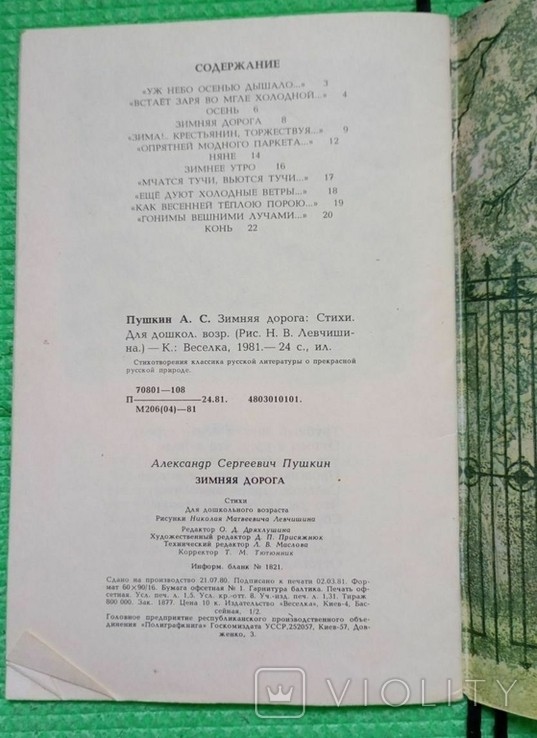 СОДЕРЖАНИЕ
«УЖ НЕБО ОСЕНЬЮ ДЫШАЛО...» 3
«ВСТАЁТ ЗАРЯ ВО МГЛЕ ХОЛОДНОЙ...» 4
ОСЕНЬ 6
ЗИМНЯЯ ДОРОГА 8
«ЗИМА!.. КРЕСТЬЯНИН, ТОРЖЕСТВУЯ...» 9
«ОПРЯТНЕЙ МОДНОГО ПАРКЕТА...» 12
НЯНЕ 14
ЗИМНЕЕ УТРО 16
«МЧАТСЯ ТУЧИ, ВЬЮТСЯ ТУЧИ...» 17
«ЕЩЁ ДУЮТ ХОЛОДНЫЕ ВЕТРЫ...» 18
«КАК ВЕСЕННЕЙ ТЁПЛОЮ ПОРОЮ...» 19
«ГОНИМЫ ВЕШНИМИ ЛУЧАМИ...» 20
КОНЬ 22
Пушкин А. С. Зимняя дорога: Стихи.
Для дошкол. возр. (Рис. Н. В. Левчиши-
на.) — К.: Веселка, 1981.— 24 с., ил.
Стихотворения классика русской литературы о прекрасной
русской природе.
70801—108
П————24.81. 4803010101.
М206(04)—81
Александр Сергеевич Пушкин
ЗИМНЯЯ ДОРОГА
Стихи
Для дошкольного возраста
Рисунки Николая Матвеевича Левчишина
Редактор О. Д. Дряхлушина
Художественный редактор Д. П. Присяжнюк
Технический редактор Л. В. Маслова
Корректор Т. М. Тютюнник
Информ. бланк № 1821.
Сдано на производство 21.07.80. Подписано к печати 02.03.81. Фор-
мат 60×90/16. Бумага офсетная № 1. Гарнитура балтика. Печать оф-
сетная. Усл. печ. л. 1,5. Усл. кр.-отт. 8. Уч.-изд. печ. л. 1,31. Тираж
800 000. Зак. 1877. Цена 10 к. Издательство «Веселка», Киев-4, Бас-
сейная, 1/2.
Головное предприятие республиканского производственного объе-
динения «Полиграфкнига» Госкомиздата УССР,252057, Киев-57, Дов-
женко, 3.
VIOLITY